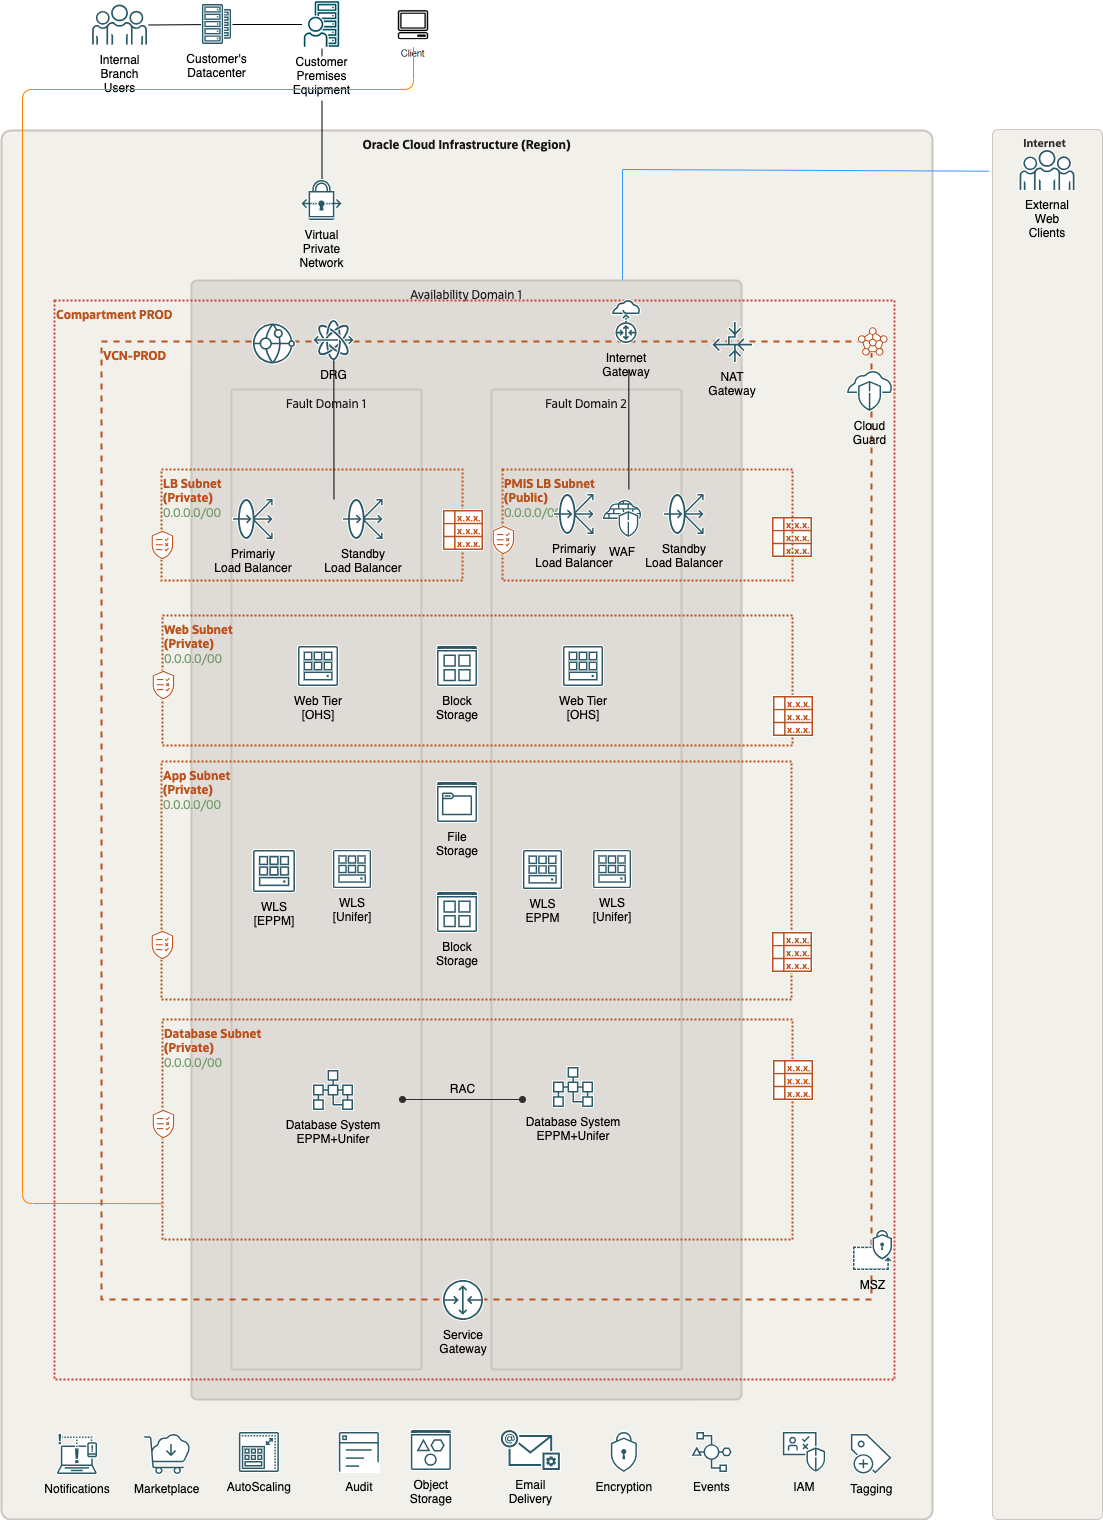 Internal
Branch
Users
Customer's
Datacenter
Customer
Premises
Equipment
Client
Oracle Cloud Infrastructure (Region)
Internet
External
Web
Clients
Virtual
Private
Network
Availability Domain 1
Compartment PROD
VCN-PROD
DRG
Internet
Gateway
NAT
Gateway
Cloud
Guard
Fault Domain 1
Fault Domain 2
LB Subnet
(Private)
0.0.0.0/00
Primariy
Load Balancer
Standby
Load Balancer
x.x.x.
x.x.x.
x.x.x.
PMIS LB Subnet
(Public)
0.0.0.0/00
Primariy
Load Balancer
WAF
Standby
Load Balancer
x.x.x.
x.x.x.
x.x.x.
Web Subnet
(Private)
0.0.0.0/00
Web Tier
[OHS]
Block
Storage
Web Tier
[OHS]
x.x.x.
x.x.x.
x.x.x.
App Subnet
(Private)
0.0.0.0/00
File
Storage
WLS
[EPPM]
WLS
[Unifer]
WLS
EPPM
WLS
[Unifer]
Block
Storage
x.x.x.
x.x.x.
x.x.x.
Database Subnet
(Private)
0.0.0.0/00
RAC
Database System
EPPM+Unifer
Database System
EPPM+Unifer
x.x.x.
x.x.x.
x.x.x.
MSZ
Service
Gateway
Notifications
Marketplace
AutoScaling
Audit
Object
Storage
@
Email
Delivery
Encryption
Events
IAM
Tagging